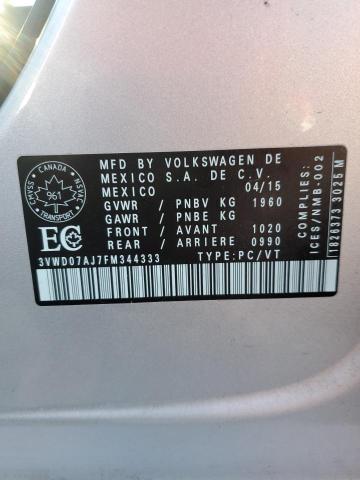 CANADA
CMVSS
961
NSVAC
TRANSPORT
EC
MFD BY VOLKSWAGEN DE
MEXICO S.A. DE C.V.
MEXICO 04/15
GVWR / PNBV KG 1960
GAWR / PNBE KG
FRONT / AVANT 1020
REAR / ARRIERE 0990
3VWD07AJ7FM344333 TYPE:PC/VT
ICES/NMB-002
COMPLIES:
1826373 3025 M